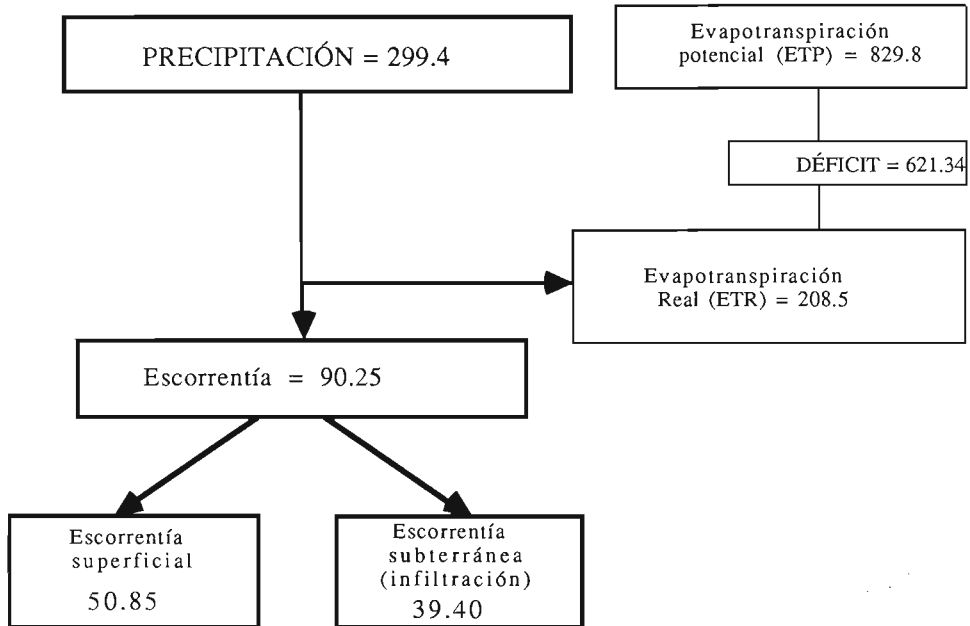 PRECIPITACIÓN = 299.4
Evapotranspiración
potencial (ETP) = 829.8
DÉFICIT = 621.34
Evapotranspiración
Real (ETR) = 208.5
Escorrentía = 90.25
Escorrentía
superficial
50.85
Escorrentía
subterránea
(infiltración)
39.40